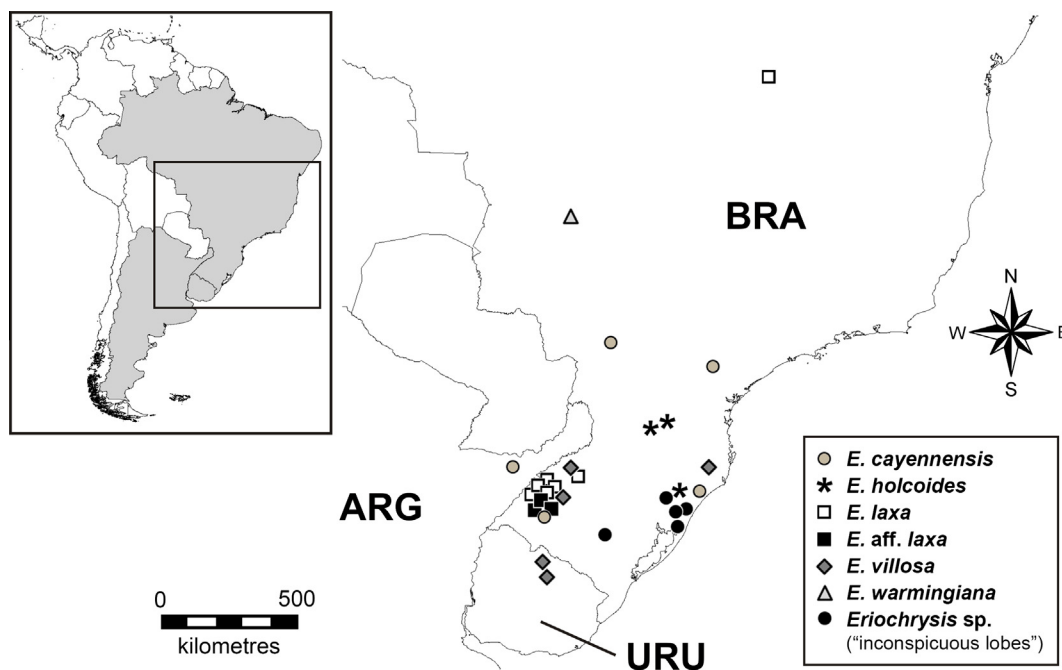 BRA
N
W
E
S
ARG
E. cayennensis
E. holcoides
E. laxa
E. aff. laxa
E. villosa
E. warmingiana
Eriochrysis sp.
("inconspicuous lobes")
0 500
kilometres
URU